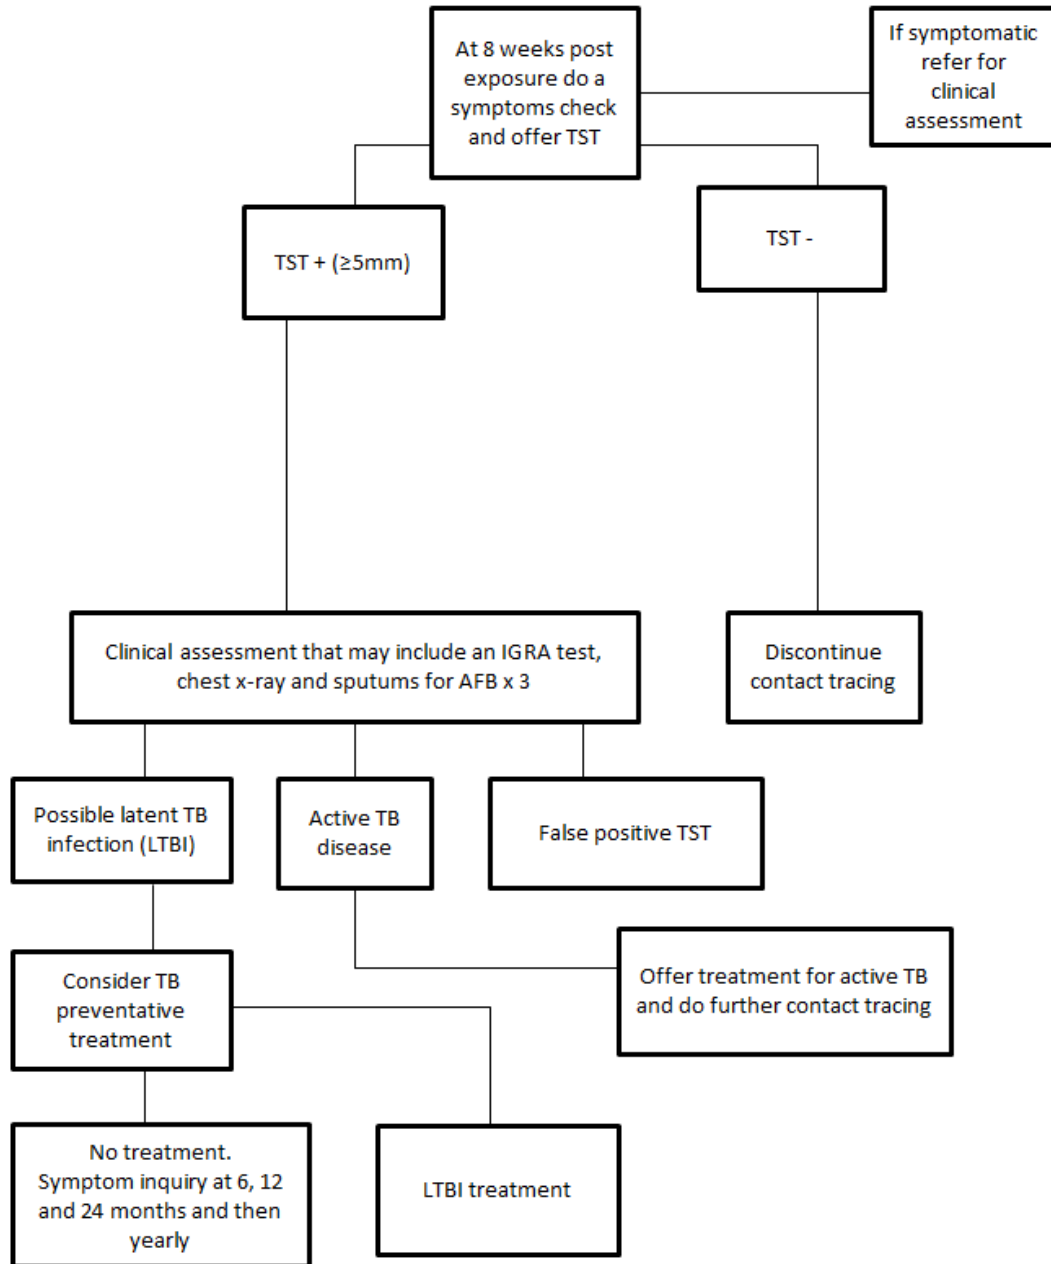 At 8 weeks post
exposure do a
symptoms check
and offer TST
If symptomatic
refer for
clinical
assessment
TST + (≥5mm)
TST -
Clinical assessment that may include an IGRA test,
chest x-ray and sputums for AFB x 3
Discontinue
contact tracing
Possible latent TB
infection (LTBI)
Active TB
disease
False positive TST
Consider TB
preventative
treatment
Offer treatment for active TB
and do further contact tracing
No treatment.
Symptom inquiry at 6, 12
and 24 months and then
yearly
LTBI treatment